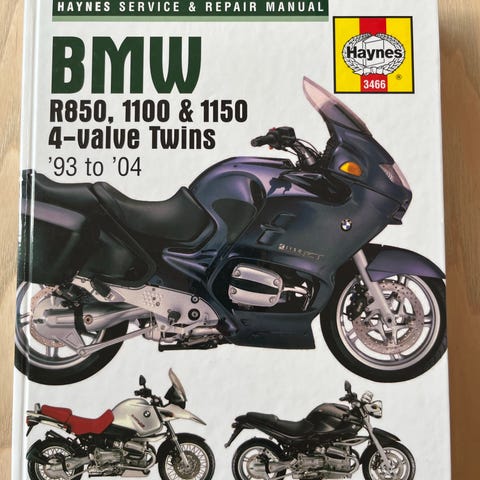 HAYNES SERVICE & REPAIR MANUAL
BMW
Haynes
3466
®
R850, 1100 & 1150
4-valve Twins
'93 to '04